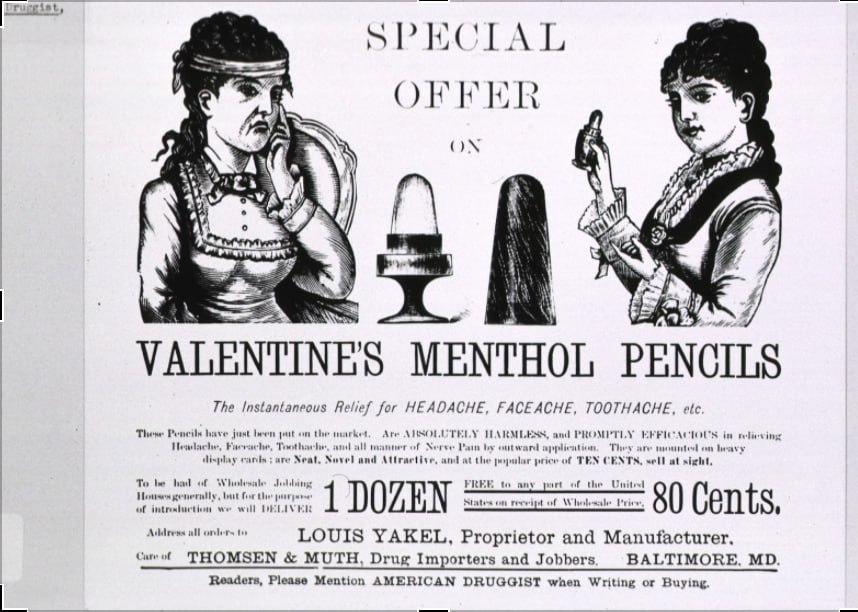 Druggist,
SPECIAL
OFFER
ON
VALENTINE'S MENTHOL PENCILS
The Instantaneous Relief for HEADACHE, FACEACHE, TOOTHACHE, etc.
These Pencils have just been put on the market. Are ABSOLUTELY HARMLESS, and PROMPTLY EFFICACIOUS in relieving
Headache, Faceache, Toothache, and all manner of Nerve Pain by outward application. They are mounted on heavy
display cards; are Neat, Novel and Attractive, and at the popular price of TEN CENTS, sell at sight.
To be had of Wholesale Jobbing
Houses generally, but for the purpose
of introduction we will DELIVER
1 DOZEN
FREE to any part of the United
States on receipt of Wholesale Price,
80 Cents.
Address all orders to LOUIS YAKEL, Proprietor and Manufacturer.
Care of THOMSEN & MUTH, Drug Importers and Jobbers, BALTIMORE, MD.
Readers, Please Mention AMERICAN DRUGGIST when Writing or Buying.